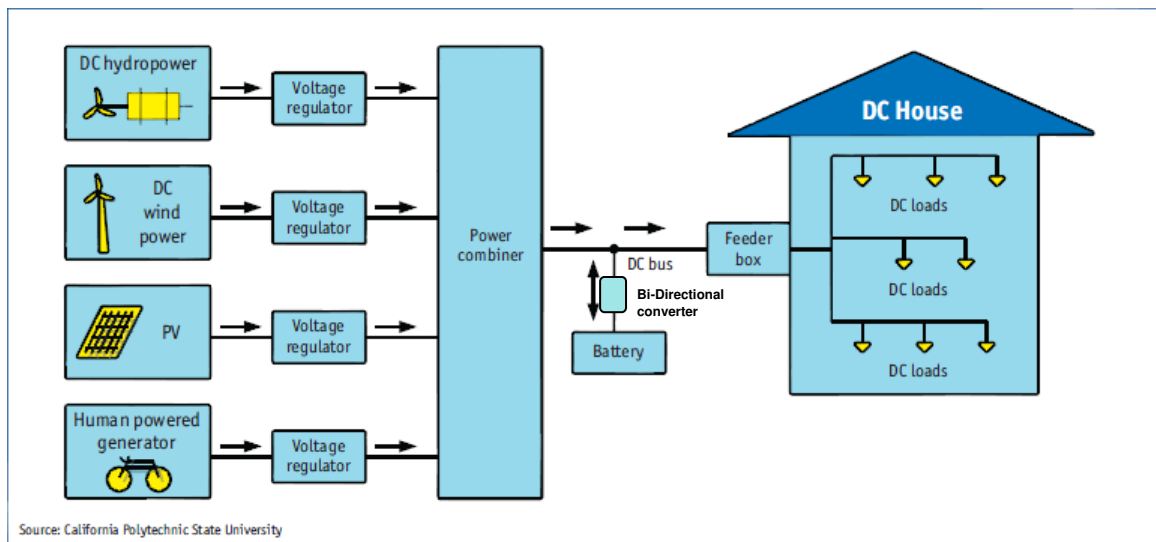 DC hydropower
Voltage
regulator
DC
wind
power
Voltage
regulator
PV
Voltage
regulator
Human powered
generator
Voltage
regulator
Power
combiner
DC bus
Bi-Directional
converter
Battery
Feeder
box
DC House
DC loads
DC loads
DC loads
Source: California Polytechnic State University